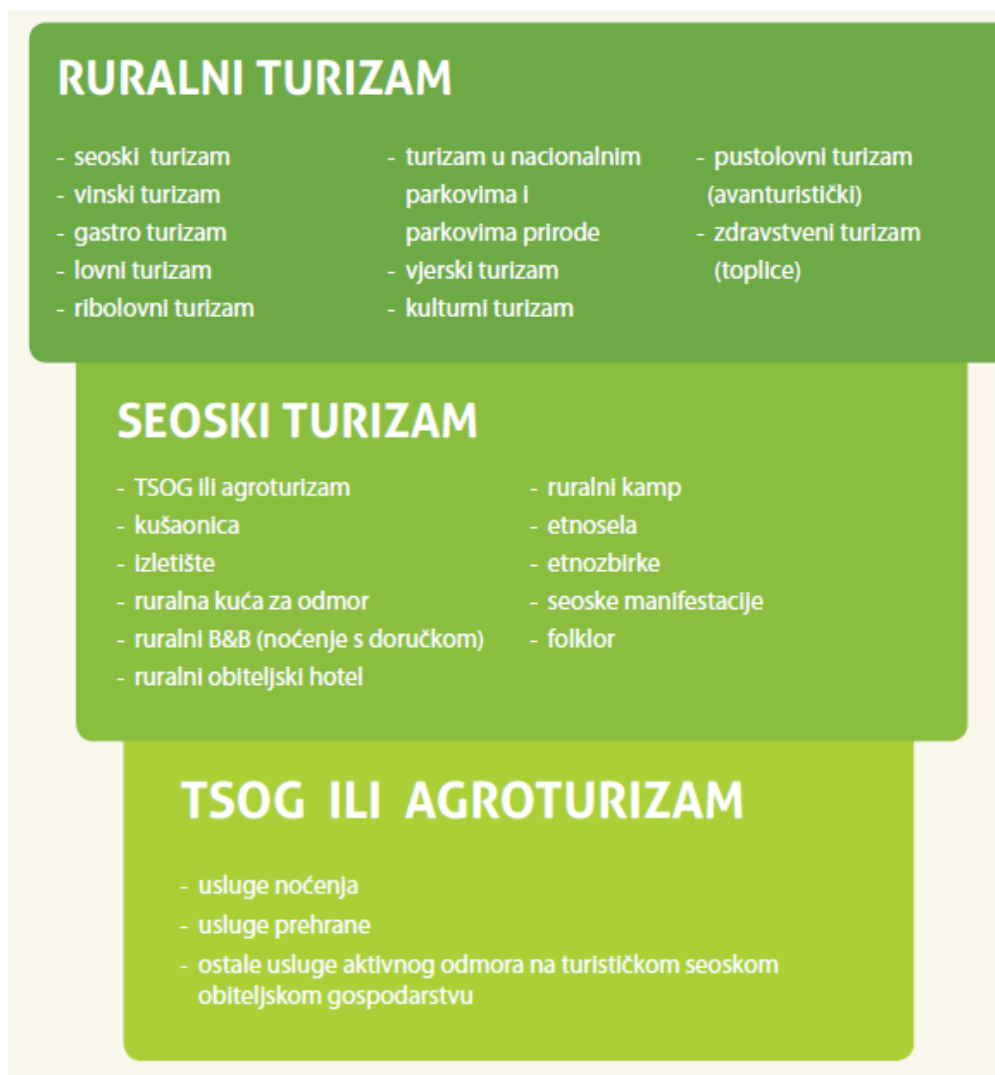 RURALNI TURIZAM
- seoski turizam
- vinski turizam
- gastro turizam
- lovni turizam
- ribolovni turizam
- turizam u nacionalnim
parkovima i
parkovima prirode
- vjerski turizam
- kulturni turizam
- pustolovni turizam
(avanturistički)
- zdravstveni turizam
(toplice)
SEOSKI TURIZAM
- TSOG ili agroturizam
- kušaonica
- izletište
- ruralna kuća za odmor
- ruralni B&B (noćenje s doručkom)
- ruralni obiteljski hotel
- ruralni kamp
- etnosela
- etnozbirke
- seoske manifestacije
- folklor
TSOG ILI AGROTURIZAM
- usluge noćenja
- usluge prehrane
- ostale usluge aktivnog odmora na turističkom seoskom
obiteljskom gospodarstvu